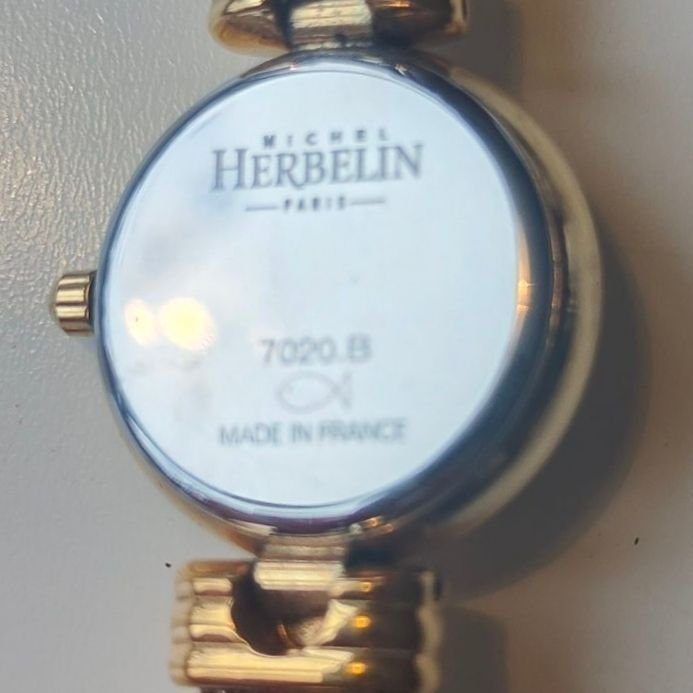 MICHEL
HERBELIN
PARIS
7020.B
MADE IN FRANCE